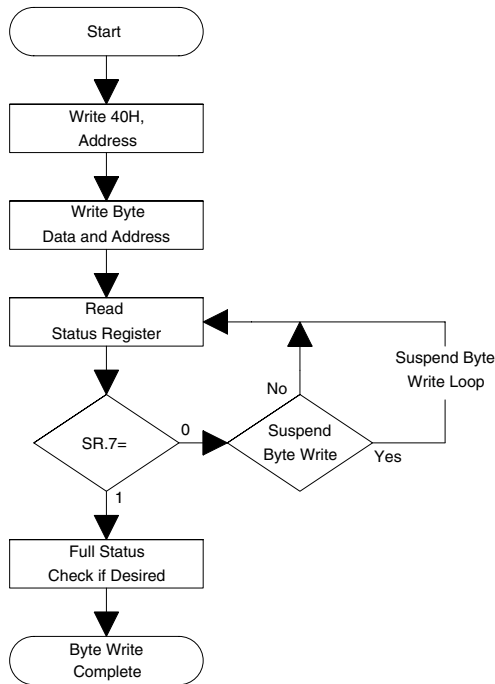 Start
Write 40H,
Address
Write Byte
Data and Address
Read
Status Register
Suspend Byte
Write Loop
No
SR.7=
0
Suspend
Byte Write
Yes
1
Full Status
Check if Desired
Byte Write
Complete